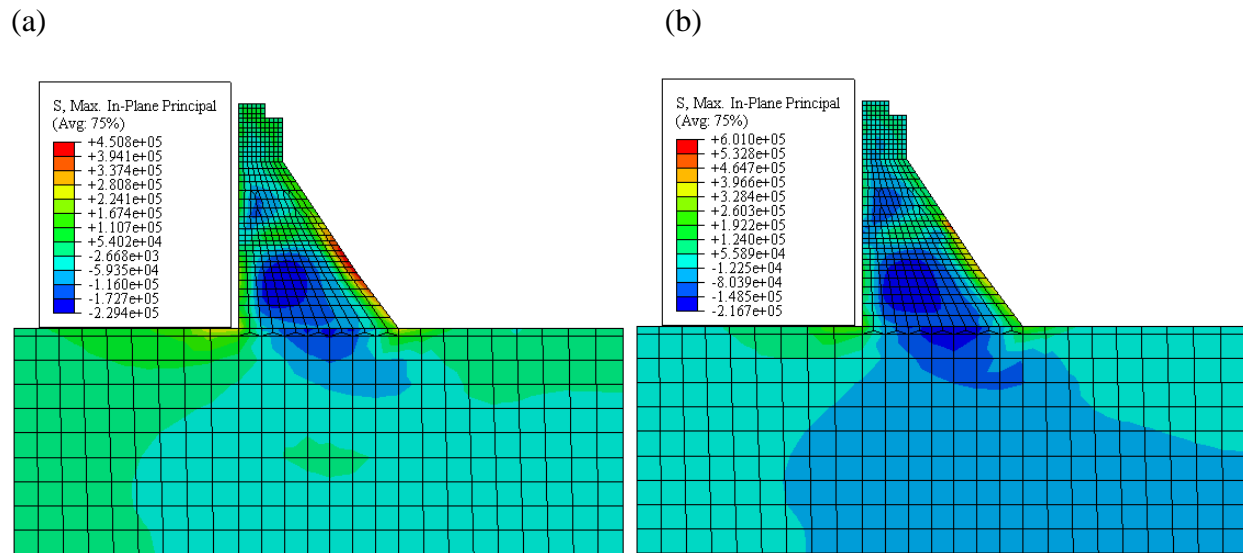 (a)
(b)
S, Max. In-Plane Principal
(Avg: 75%)
+4.508e+05
+3.941e+05
+3.374e+05
+2.808e+05
+2.241e+05
+1.674e+05
+1.107e+05
+5.402e+04
-2.668e+03
-5.935e+04
-1.160e+05
-1.727e+05
-2.294e+05
S, Max. In-Plane Principal
(Avg: 75%)
+6.010e+05
+5.328e+05
+4.647e+05
+3.966e+05
+3.284e+05
+2.603e+05
+1.922e+05
+1.240e+05
+5.589e+04
-1.225e+04
-8.039e+04
-1.485e+05
-2.167e+05